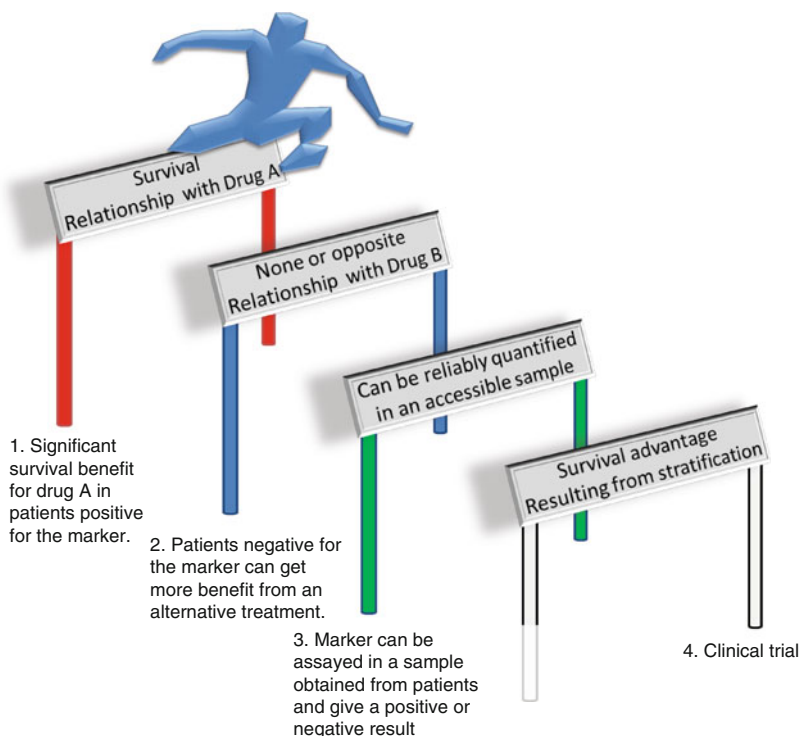 Survival
Relationship with Drug A
None or opposite
Relationship with Drug B
Can be reliably quantified
in an accessible sample
Survival advantage
Resulting from stratification
1. Significant
survival benefit
for drug A in
patients positive
for the marker.
2. Patients negative for
the marker can get
more benefit from an
alternative treatment.
3. Marker can be
assayed in a sample
obtained from patients
and give a positive or
negative result
4. Clinical trial